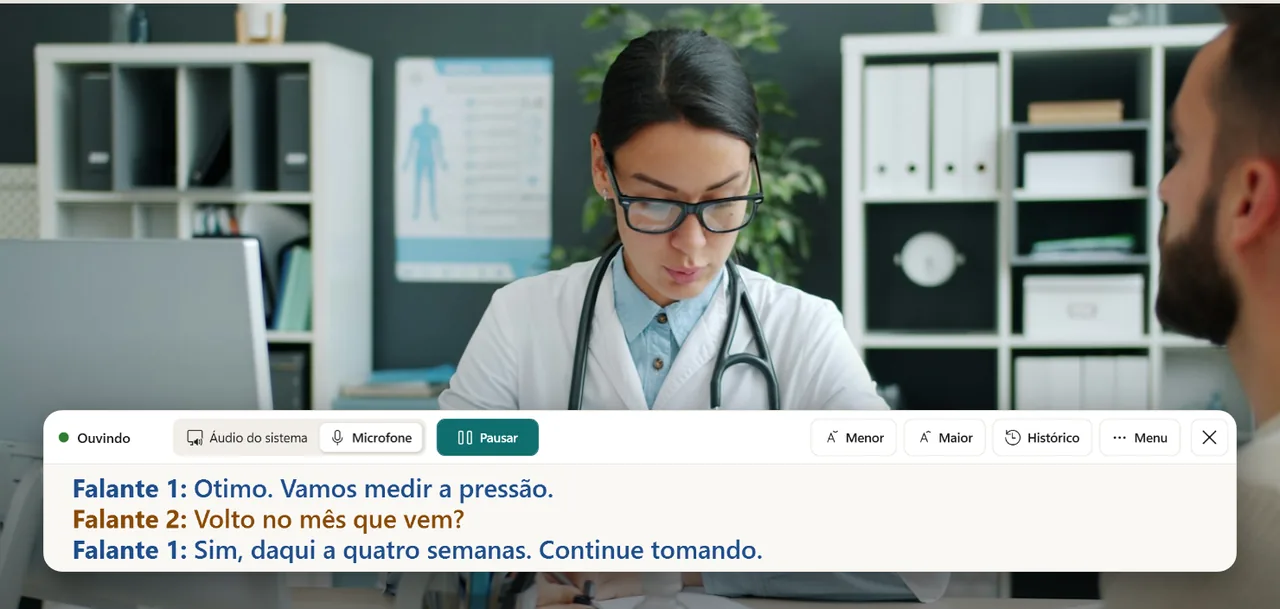 Ouvindo
Áudio do sistema
Microfone
Pausar
Menor
Maior
Histórico
Menu
Falante 1: Otimo. Vamos medir a pressão.
Falante 2: Volto no mês que vem?
Falante 1: Sim, daqui a quatro semanas. Continue tomando.